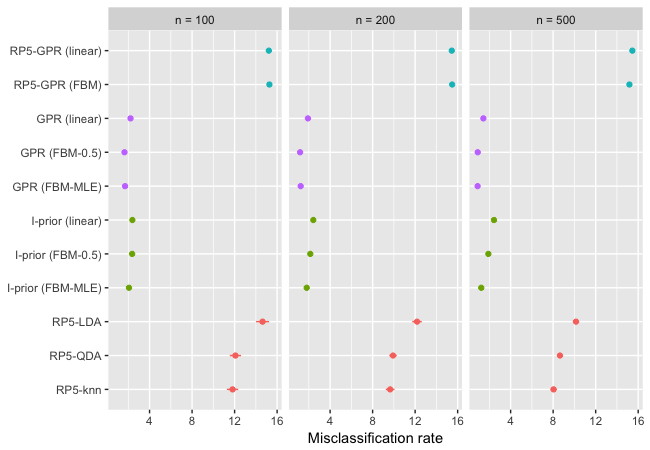 n = 100 n = 200 n = 500
RP5-GPR (linear)
RP5-GPR (FBM)
GPR (linear)
GPR (FBM-0.5)
GPR (FBM-MLE)
I-prior (linear)
I-prior (FBM-0.5)
I-prior (FBM-MLE)
RP5-LDA
RP5-QDA
RP5-knn
4 8 12 16 4 8 12 16 4 8 12 16
Misclassification rate